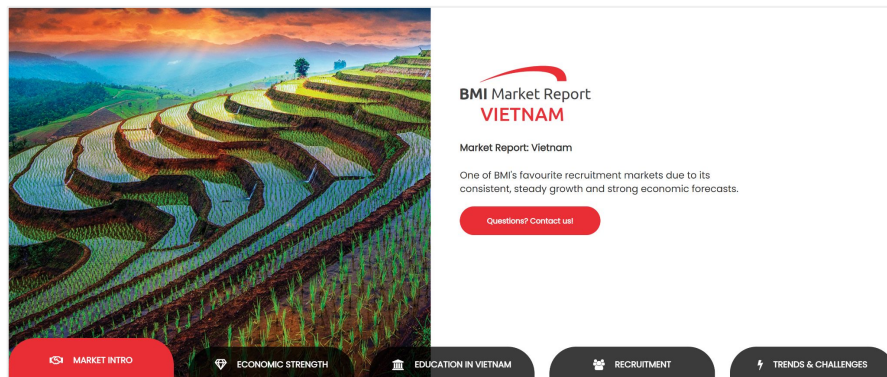 BMI Market Report
VIETNAM
Market Report: Vietnam
One of BMI's favourite recruitment markets due to its
consistent, steady growth and strong economic forecasts.
Questions? Contact us!
MARKET INTRO
ECONOMIC STRENGTH
EDUCATION IN VIETNAM
RECRUITMENT
TRENDS & CHALLENGES